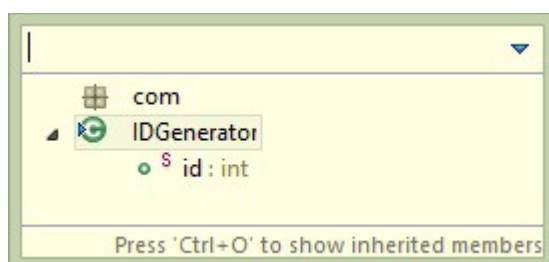 com
IDGenerator
S id : int
Press 'Ctrl+O' to show inherited members